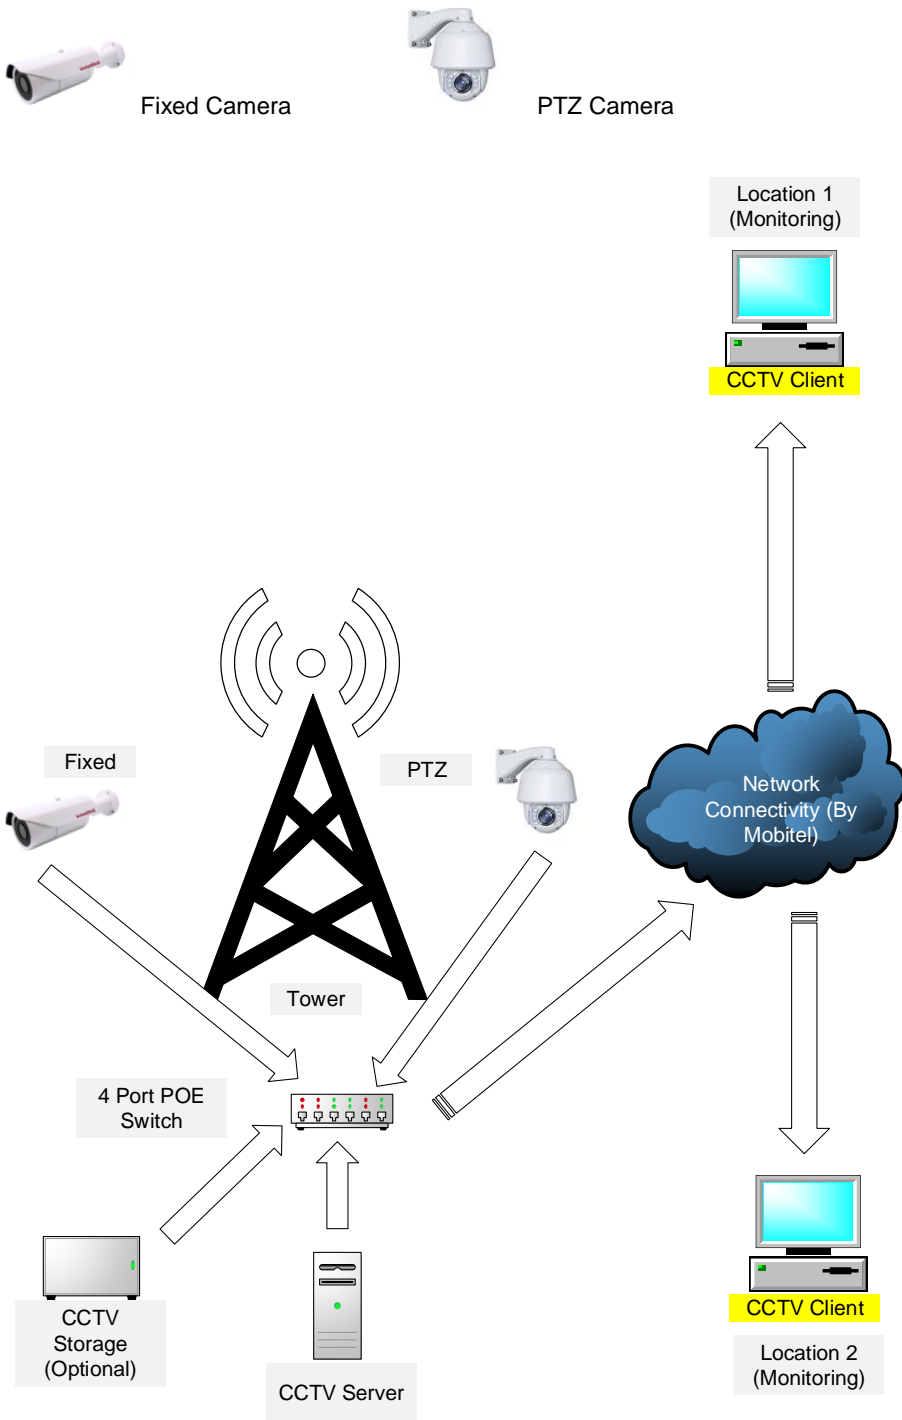 Fixed Camera
PTZ Camera
Location 1
(Monitoring)
CCTV Client
Fixed
PTZ
Network
Connectivity (By
Mobitel)
Tower
4 Port POE
Switch
CCTV
Storage
(Optional)
CCTV Server
CCTV Client
Location 2
(Monitoring)